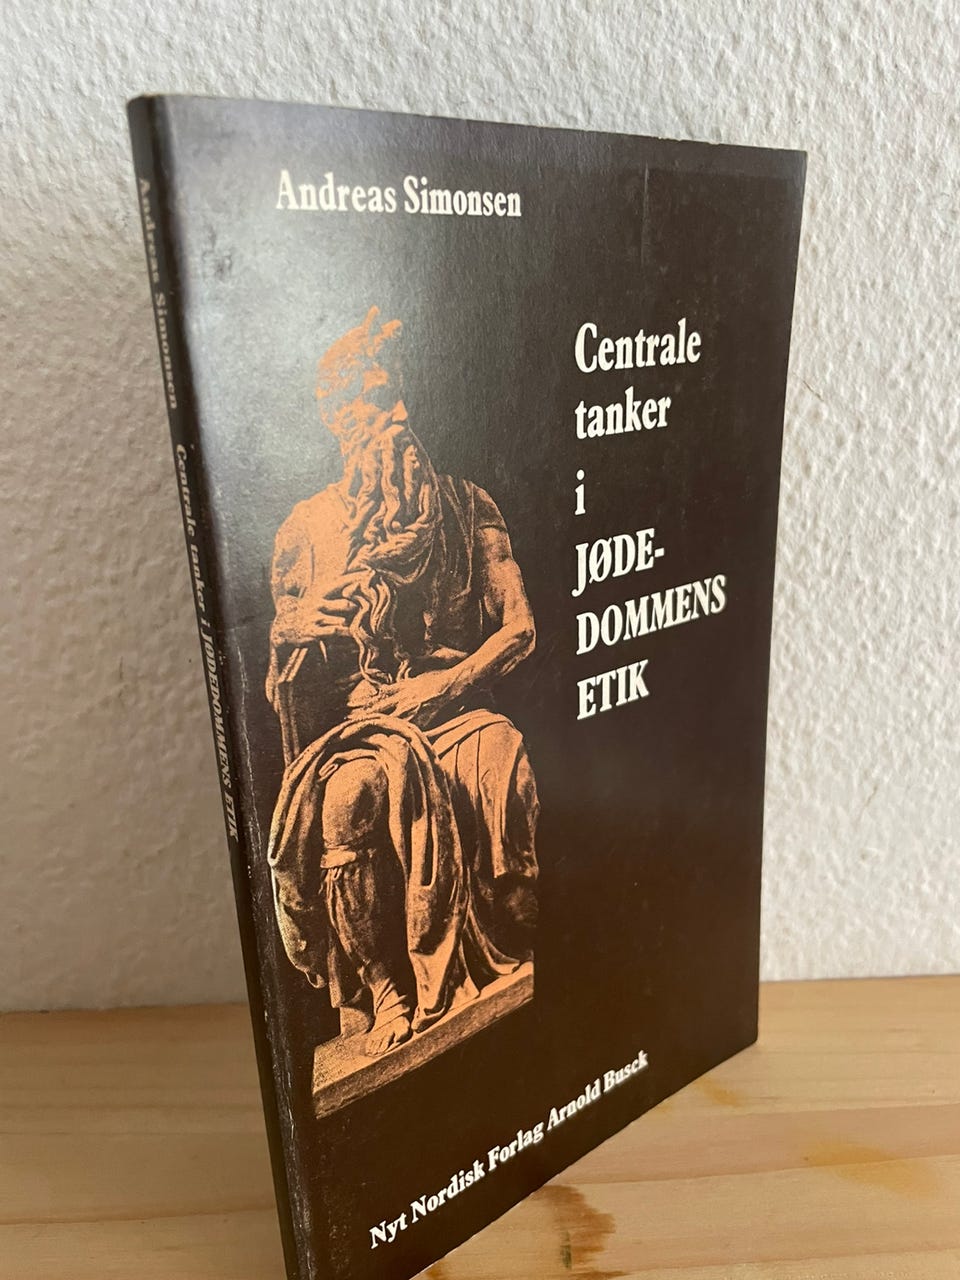 Andreas Simonsen
Centrale
tanker
i
JØDE-
DOMMENS
ETIK
Nyt Nordisk Forlag Arnold Busck
Andreas Simonsen Centrale tanker i JØDEDOMMENS ETIK